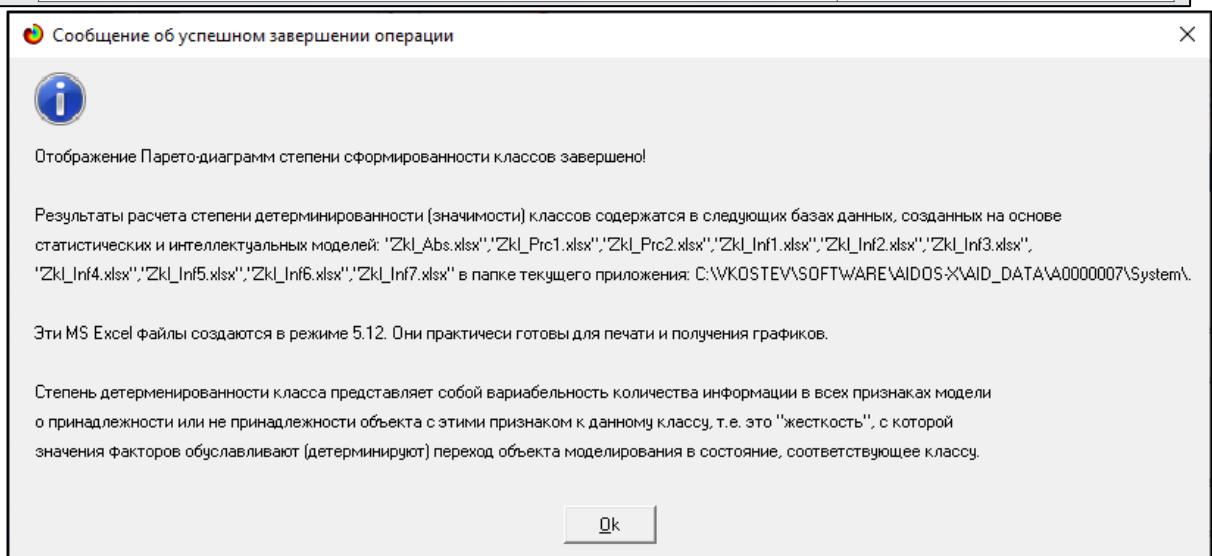 Сообщение об успешном завершении операции
Отображение Парето-диаграмм степени сформированности классов завершено!
Результаты расчета степени детерминированности (значимости) классов содержатся в следующих базах данных, созданных на основе
статистических и интеллектуальных моделей: "Zkl_Abs.xlsx","Zkl_Prc1.xlsx","Zkl_Prc2.xlsx","Zkl_Inf1.xlsx","Zkl_Inf2.xlsx","Zkl_Inf3.xlsx",
"Zkl_Inf4.xlsx","Zkl_Inf5.xlsx","Zkl_Inf6.xlsx","Zkl_Inf7.xlsx" в папке текущего приложения: C:\VKOSTEV\SOFTWARE\AIDOS-X\AID_DATA\A0000007\System\.
Эти MS Excel файлы создаются в режиме 5.12. Они практичеси готовы для печати и получения графиков.
Степень детерменированности класса представляет собой вариабельность количества информации в всех признаках модели
о принадлежности или не принадлежности объекта с этими признаком к данному классу, т.е. это "жесткость", с которой
значения факторов обуславливают (детерминируют) переход объекта моделирования в состояние, соответствующее классу.
Ok